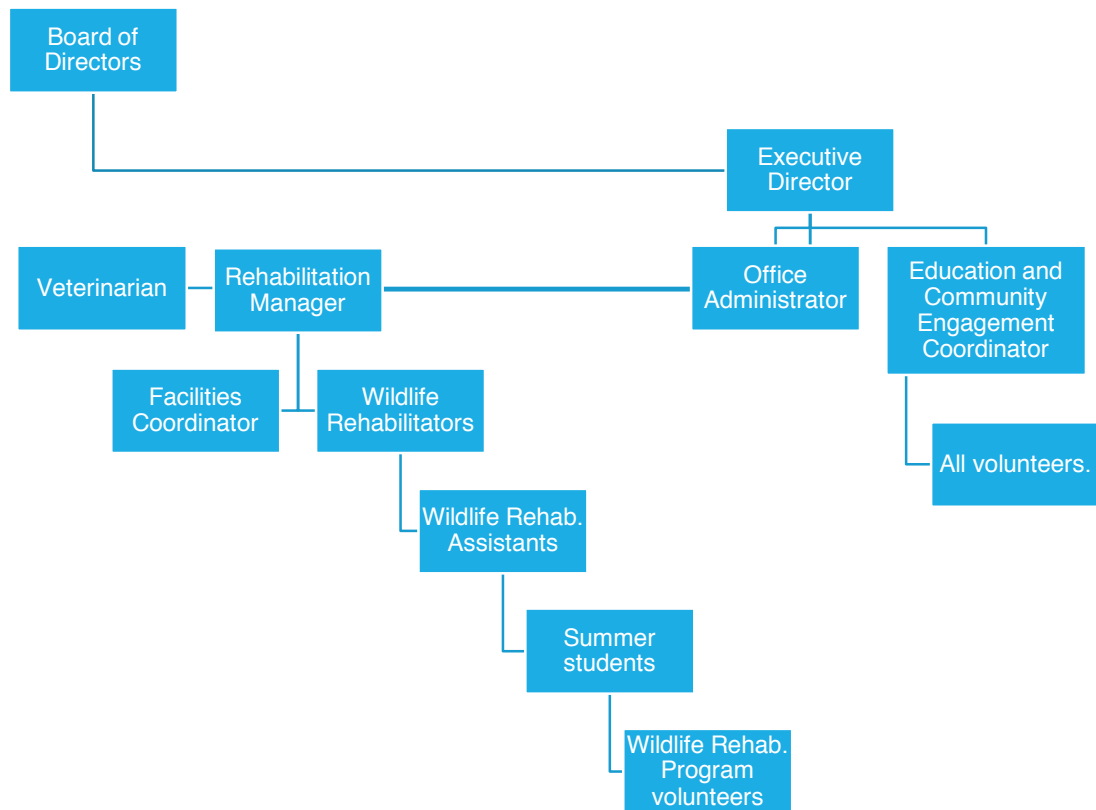 Board of
Directors
Executive
Director
Veterinarian
Rehabilitation
Manager
Office
Administrator
Education and
Community
Engagement
Coordinator
Facilities
Coordinator
Wildlife
Rehabilitators
All volunteers.
Wildlife Rehab.
Assistants
Summer
students
Wildlife Rehab.
Program
volunteers